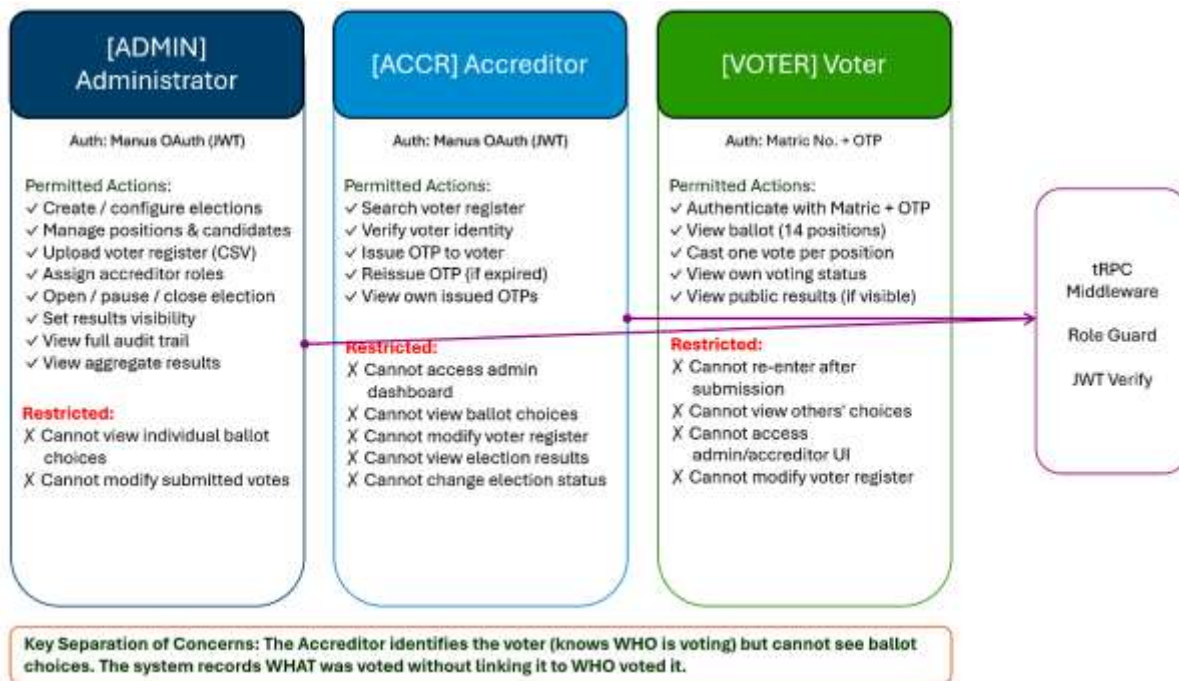 [ADMIN]
Administrator
Auth: Manus OAuth (JWT)
Permitted Actions:
✓ Create / configure elections
✓ Manage positions & candidates
✓ Upload voter register (CSV)
✓ Assign accreditor roles
✓ Open / pause / close election
✓ Set results visibility
✓ View full audit trail
✓ View aggregate results
Restricted:
✗ Cannot view individual ballot
choices
✗ Cannot modify submitted votes
[ACCR] Accreditor
Auth: Manus OAuth (JWT)
Permitted Actions:
✓ Search voter register
✓ Verify voter identity
✓ Issue OTP to voter
✓ Reissue OTP (if expired)
✓ View own issued OTPs
Restricted:
✗ Cannot access admin
dashboard
✗ Cannot view ballot choices
✗ Cannot modify voter register
✗ Cannot view election results
✗ Cannot change election status
[VOTER] Voter
Auth: Matric No. + OTP
Permitted Actions:
✓ Authenticate with Matric + OTP
✓ View ballot (14 positions)
✓ Cast one vote per position
✓ View own voting status
✓ View public results (if visible)
Restricted:
✗ Cannot re-enter after
submission
✗ Cannot view others' choices
✗ Cannot access
admin/accreditor UI
✗ Cannot modify voter register
tRPC
Middleware
Role Guard
JWT Verify
Key Separation of Concerns: The Accreditor identifies the voter (knows WHO is voting) but cannot see ballot
choices. The system records WHAT was voted without linking it to WHO voted it.